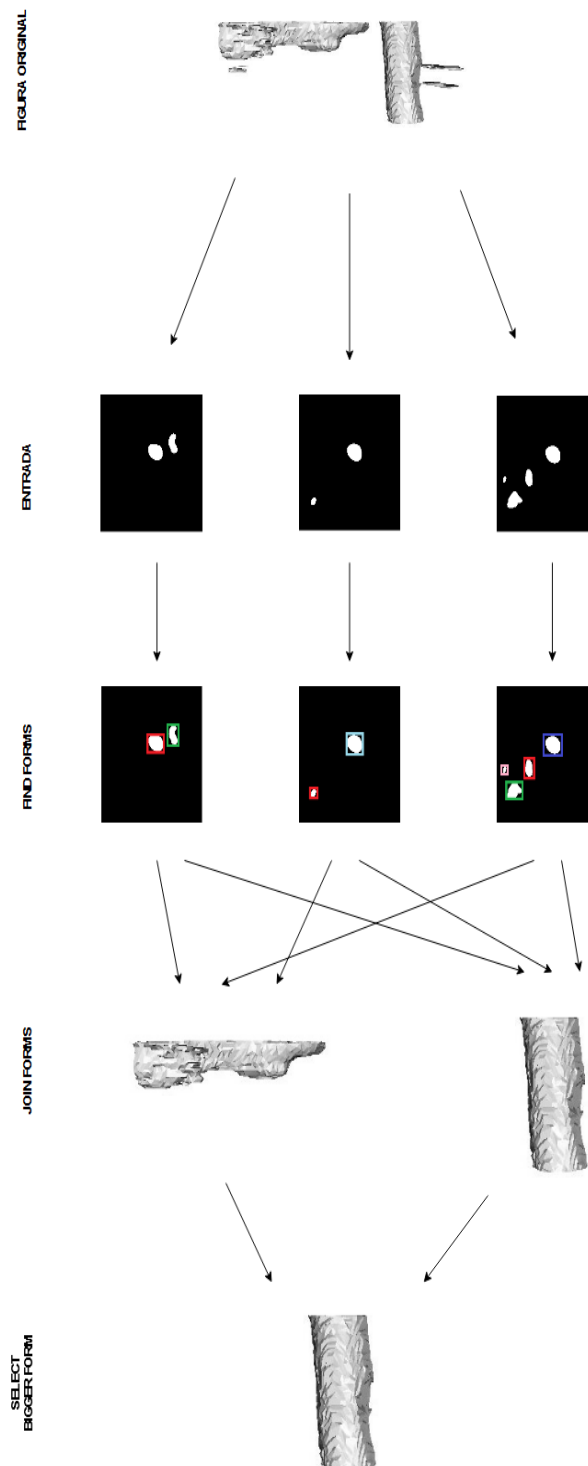 FIGURA ORIGINAL
ENTRADA
FIND FORMS
JOIN FORMS
SELECT
BIGGER FORM